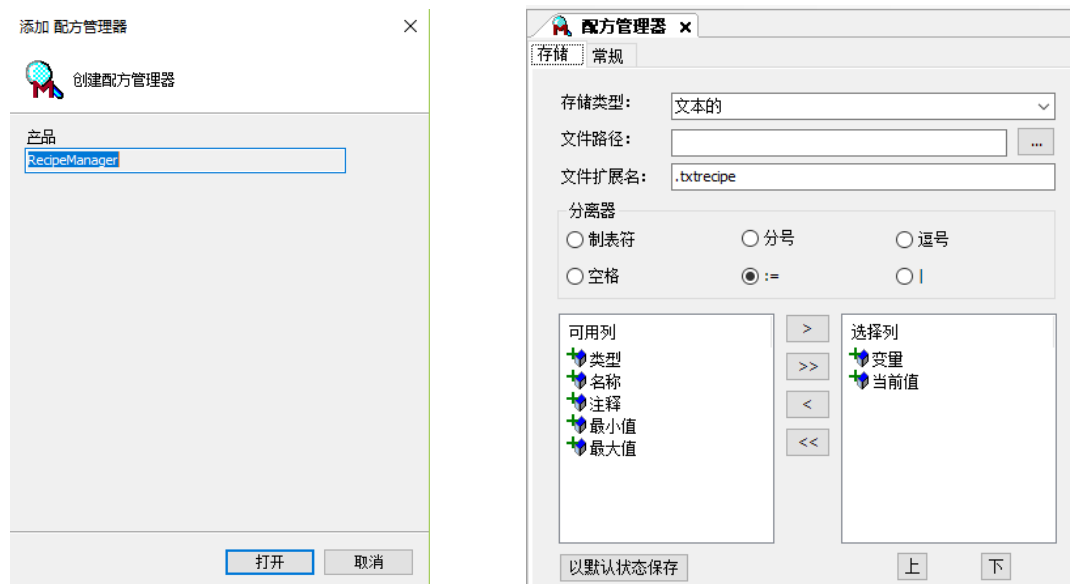 添加 配方管理器
创建配方管理器
产品
RecipeManager
打开
取消
配方管理器
存储
常规
存储类型：
文本的
文件路径：
...
文件扩展名：
.txtrecipe
分离器
制表符
分号
逗号
空格
:=
|
可用列
类型
名称
注释
最小值
最大值
>
>>
<
<<
选择列
变量
当前值
以默认状态保存
上
下